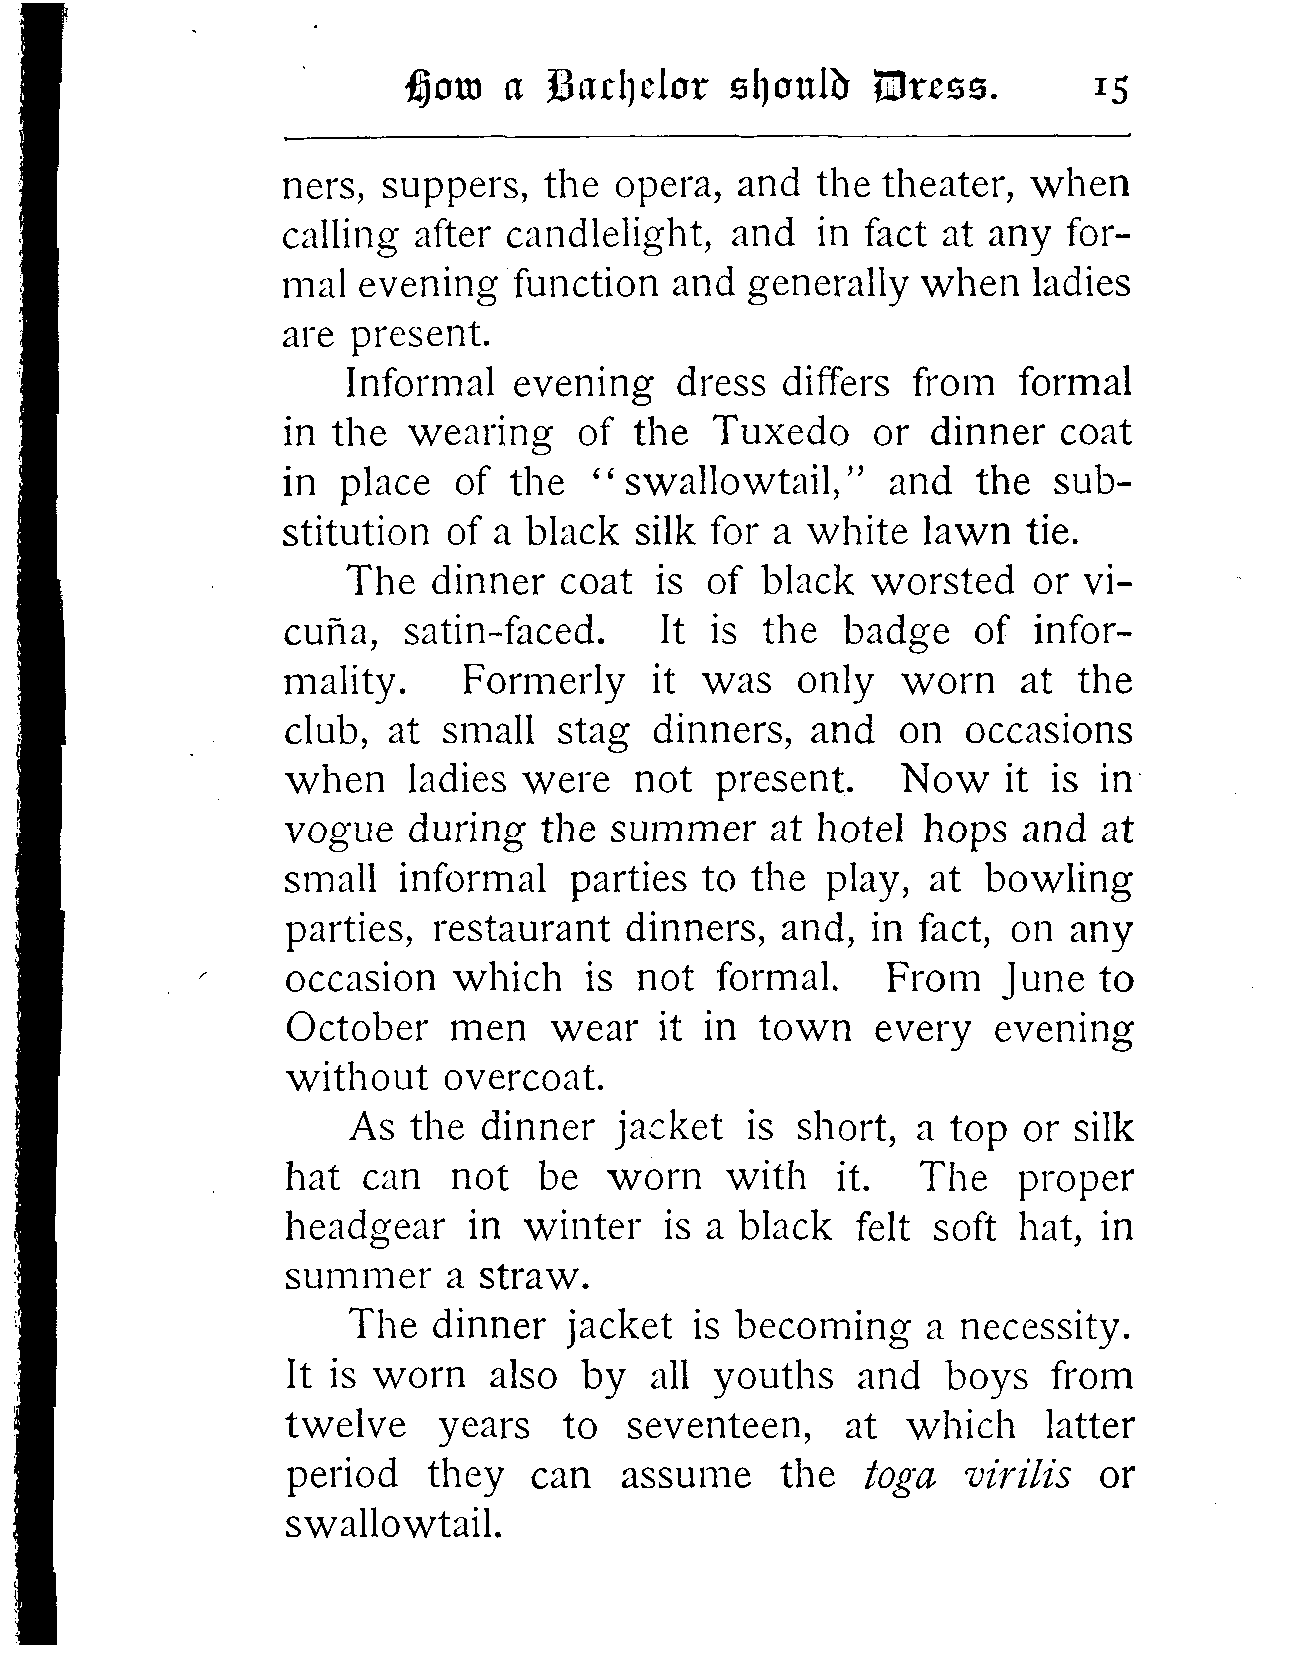 How a Bachelor should Dress. 15
ners, suppers, the opera, and the theater, when
calling after candlelight, and in fact at any for-
mal evening function and generally when ladies
are present.
Informal evening dress differs from formal
in the wearing of the Tuxedo or dinner coat
in place of the “swallowtail,” and the sub-
stitution of a black silk for a white lawn tie.
The dinner coat is of black worsted or vi-
cuña, satin-faced. It is the badge of infor-
mality. Formerly it was only worn at the
club, at small stag dinners, and on occasions
when ladies were not present. Now it is in
vogue during the summer at hotel hops and at
small informal parties to the play, at bowling
parties, restaurant dinners, and, in fact, on any
occasion which is not formal. From June to
October men wear it in town every evening
without overcoat.
As the dinner jacket is short, a top or silk
hat can not be worn with it. The proper
headgear in winter is a black felt soft hat, in
summer a straw.
The dinner jacket is becoming a necessity.
It is worn also by all youths and boys from
twelve years to seventeen, at which latter
period they can assume the toga virilis or
swallowtail.